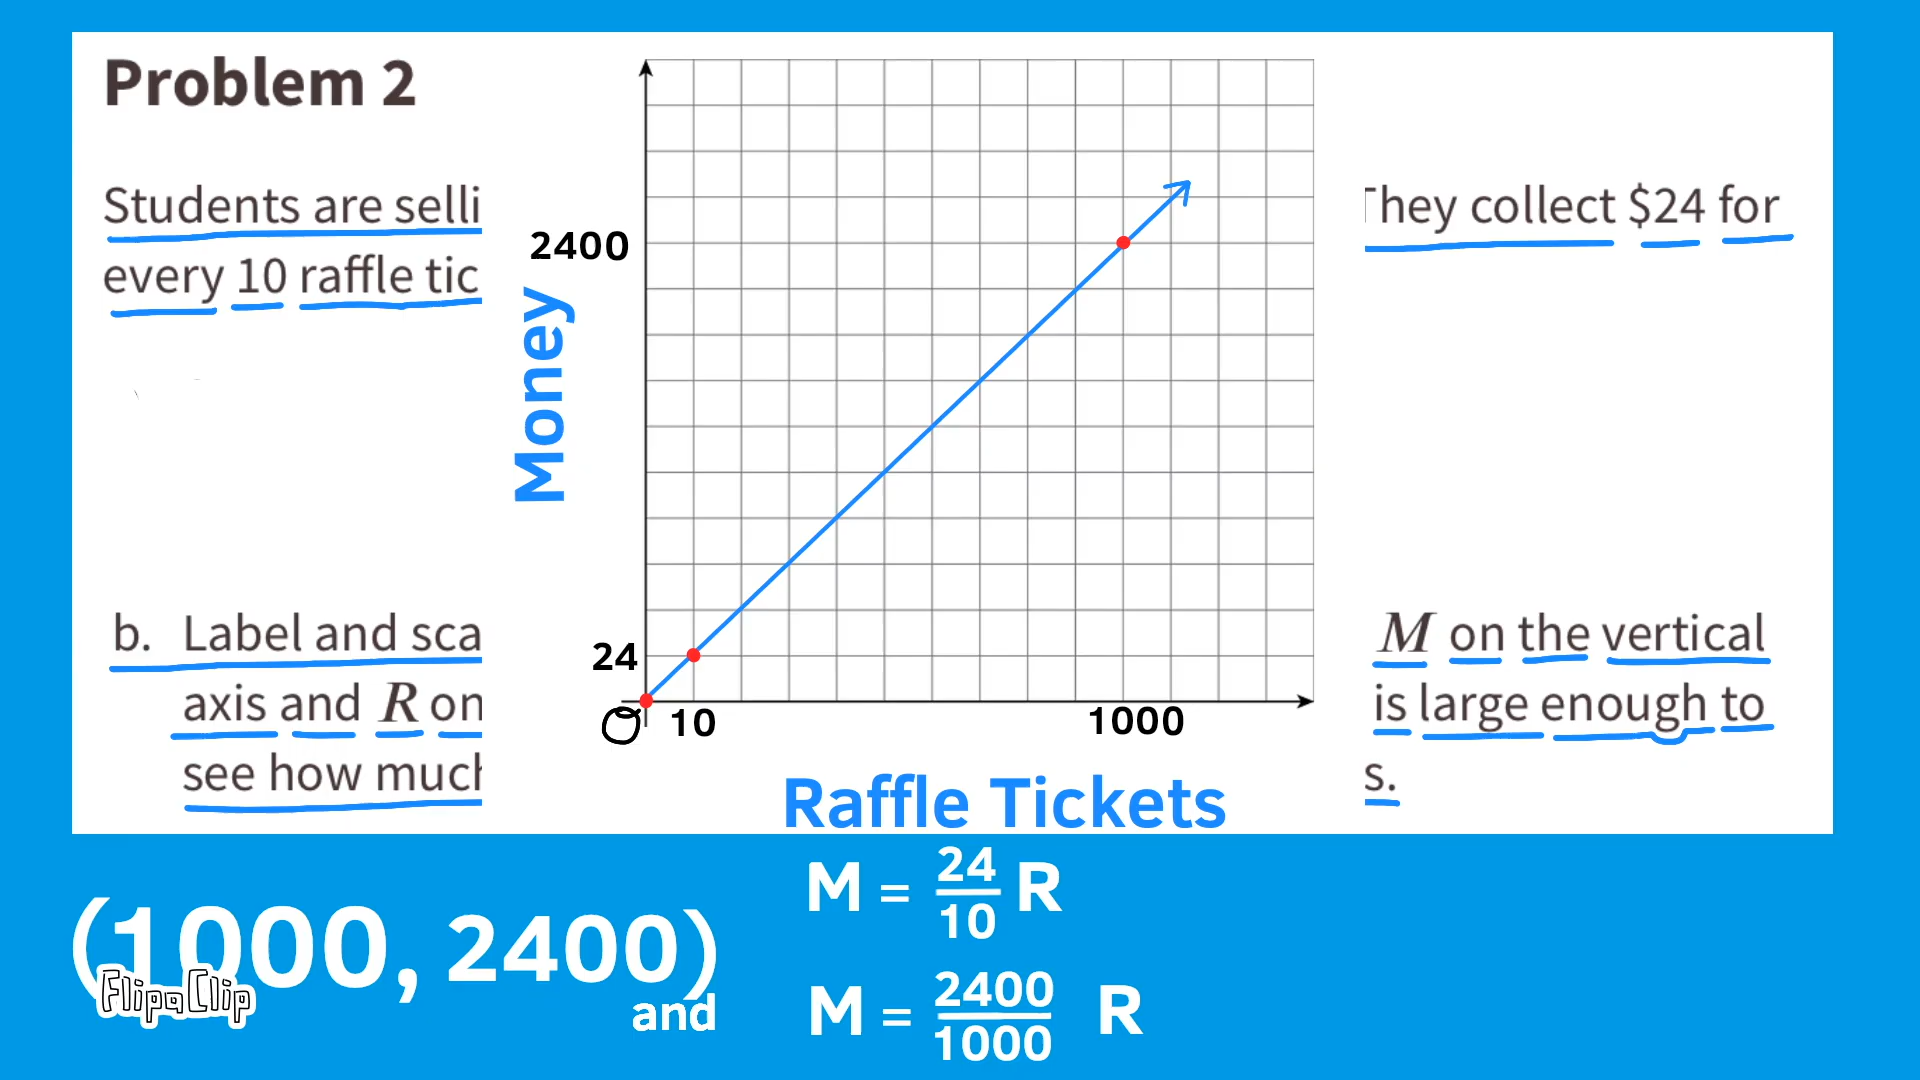 Problem 2
Students are selli
They collect $24 for
every 10 raffle tic
2400
Money
24
O
10
1000
Raffle Tickets
b. Label and sca
M on the vertical
axis and R on
is large enough to
see how much
s.
(1000, 2400)
and
M = 24/10 R
M = 2400/1000 R
FlipaClip